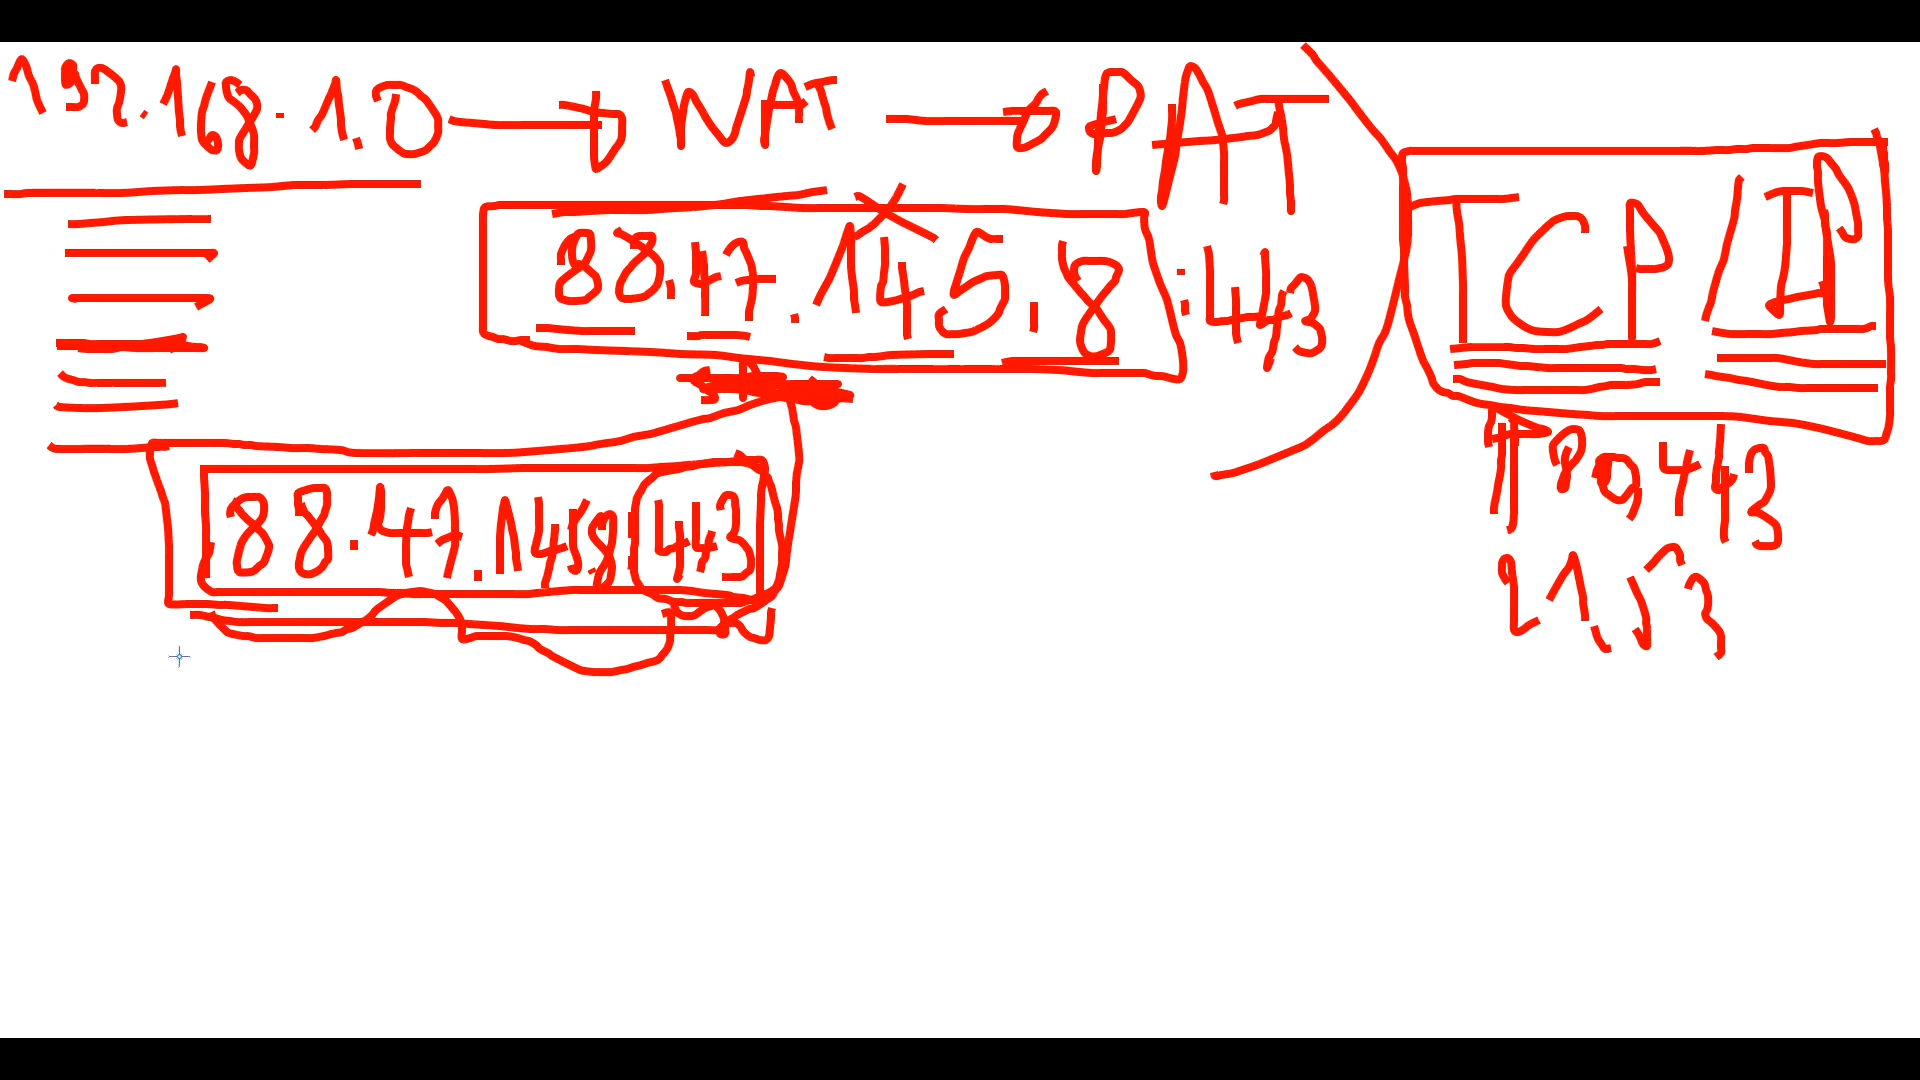 192.168.1.0 → NAT → PAT
88.47.145.8:443
TCP/IP
80,443
21,53
88.47.145.8:443